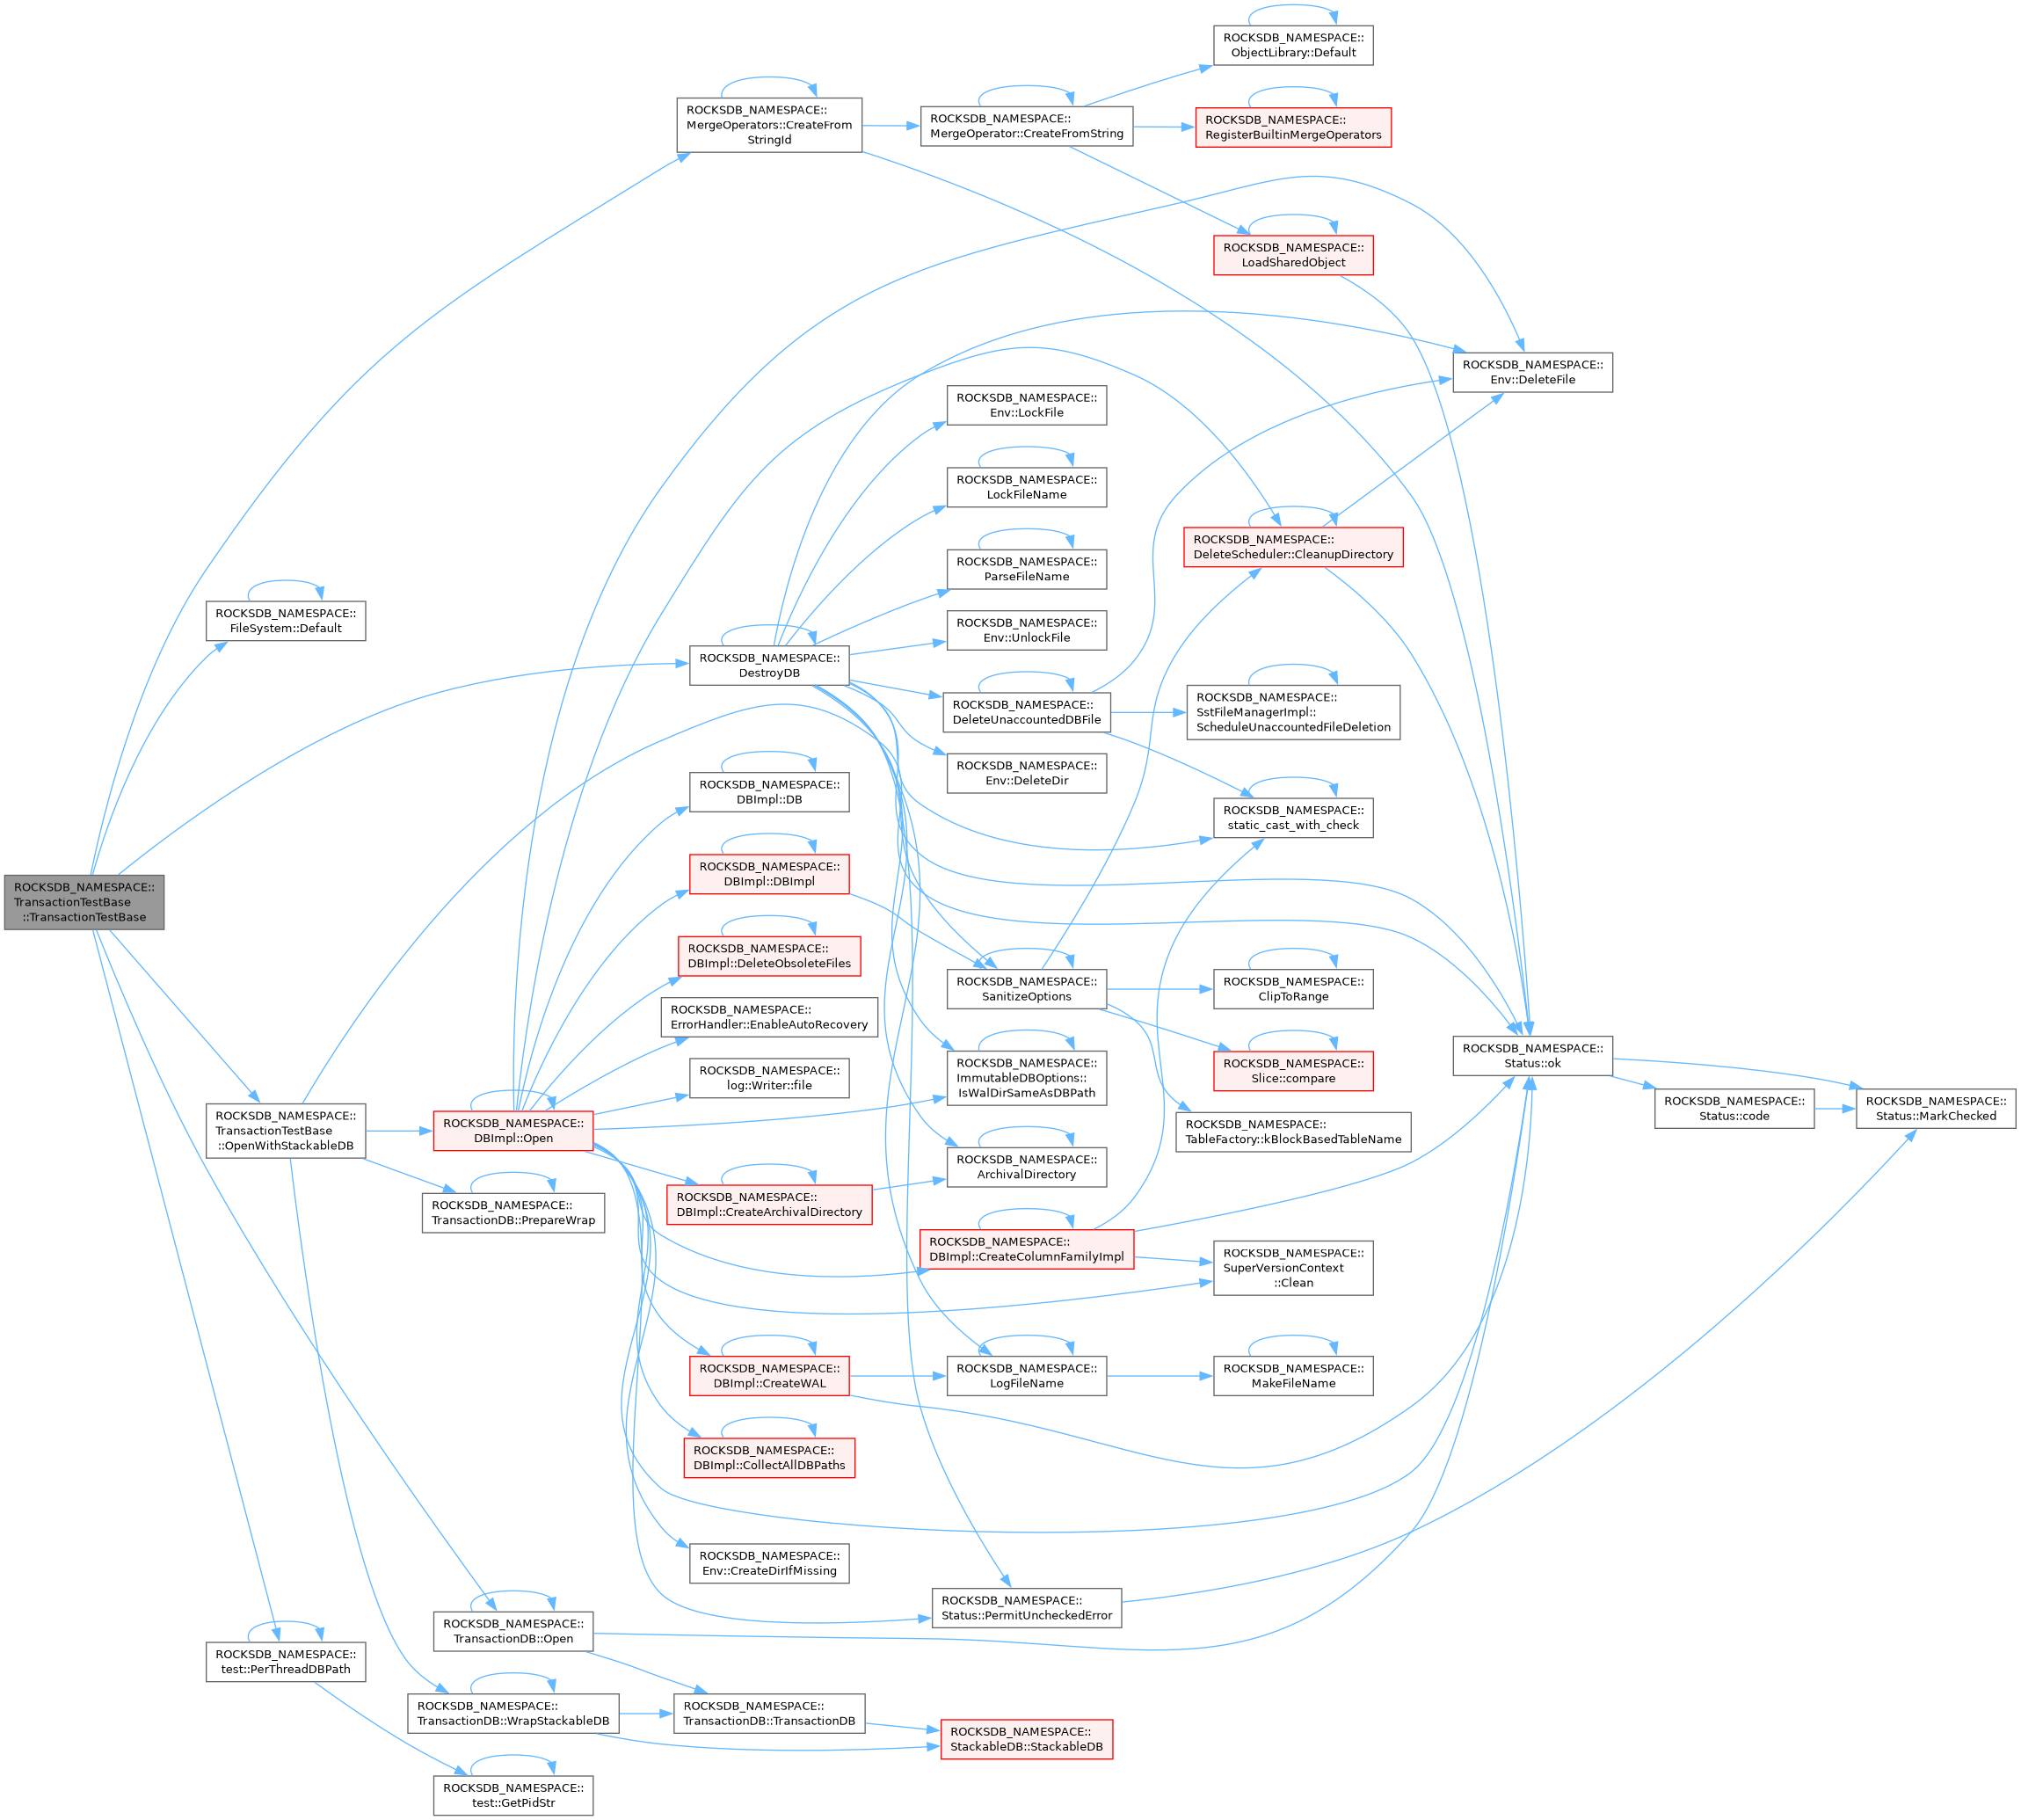 ROCKSDB_NAMESPACE::
TransactionTestBase
::TransactionTestBase
ROCKSDB_NAMESPACE::
FileSystem::Default
ROCKSDB_NAMESPACE::
TransactionTestBase
::OpenWithStackableDB
ROCKSDB_NAMESPACE::
test::PerThreadDBPath
ROCKSDB_NAMESPACE::
DBImpl::Open
ROCKSDB_NAMESPACE::
TransactionDB::PrepareWrap
ROCKSDB_NAMESPACE::
TransactionDB::Open
ROCKSDB_NAMESPACE::
TransactionDB::WrapStackableDB
ROCKSDB_NAMESPACE::
test::GetPidStr
ROCKSDB_NAMESPACE::
MergeOperators::CreateFrom
StringId
ROCKSDB_NAMESPACE::
DestroyDB
ROCKSDB_NAMESPACE::
DBImpl::DB
ROCKSDB_NAMESPACE::
DBImpl::DBImpl
ROCKSDB_NAMESPACE::
DBImpl::DeleteObsoleteFiles
ROCKSDB_NAMESPACE::
ErrorHandler::EnableAutoRecovery
ROCKSDB_NAMESPACE::
log::Writer::file
ROCKSDB_NAMESPACE::
DBImpl::CreateArchivalDirectory
ROCKSDB_NAMESPACE::
DBImpl::CreateWAL
ROCKSDB_NAMESPACE::
DBImpl::CollectAllDBPaths
ROCKSDB_NAMESPACE::
Env::CreateDirIfMissing
ROCKSDB_NAMESPACE::
TransactionDB::TransactionDB
ROCKSDB_NAMESPACE::
MergeOperator::CreateFromString
ROCKSDB_NAMESPACE::
Env::LockFile
ROCKSDB_NAMESPACE::
LockFileName
ROCKSDB_NAMESPACE::
ParseFileName
ROCKSDB_NAMESPACE::
Env::UnlockFile
ROCKSDB_NAMESPACE::
DeleteUnaccountedDBFile
ROCKSDB_NAMESPACE::
Env::DeleteDir
ROCKSDB_NAMESPACE::
SanitizeOptions
ROCKSDB_NAMESPACE::
ImmutableDBOptions::
IsWalDirSameAsDBPath
ROCKSDB_NAMESPACE::
ArchivalDirectory
ROCKSDB_NAMESPACE::
DBImpl::CreateColumnFamilyImpl
ROCKSDB_NAMESPACE::
LogFileName
ROCKSDB_NAMESPACE::
Status::PermitUncheckedError
ROCKSDB_NAMESPACE::
StackableDB::StackableDB
ROCKSDB_NAMESPACE::
ObjectLibrary::Default
ROCKSDB_NAMESPACE::
RegisterBuiltinMergeOperators
ROCKSDB_NAMESPACE::
LoadSharedObject
ROCKSDB_NAMESPACE::
DeleteScheduler::CleanupDirectory
ROCKSDB_NAMESPACE::
SstFileManagerImpl::
ScheduleUnaccountedFileDeletion
ROCKSDB_NAMESPACE::
static_cast_with_check
ROCKSDB_NAMESPACE::
ClipToRange
ROCKSDB_NAMESPACE::
Slice::compare
ROCKSDB_NAMESPACE::
TableFactory::kBlockBasedTableName
ROCKSDB_NAMESPACE::
SuperVersionContext
::Clean
ROCKSDB_NAMESPACE::
MakeFileName
ROCKSDB_NAMESPACE::
Env::DeleteFile
ROCKSDB_NAMESPACE::
Status::ok
ROCKSDB_NAMESPACE::
Status::code
ROCKSDB_NAMESPACE::
Status::MarkChecked